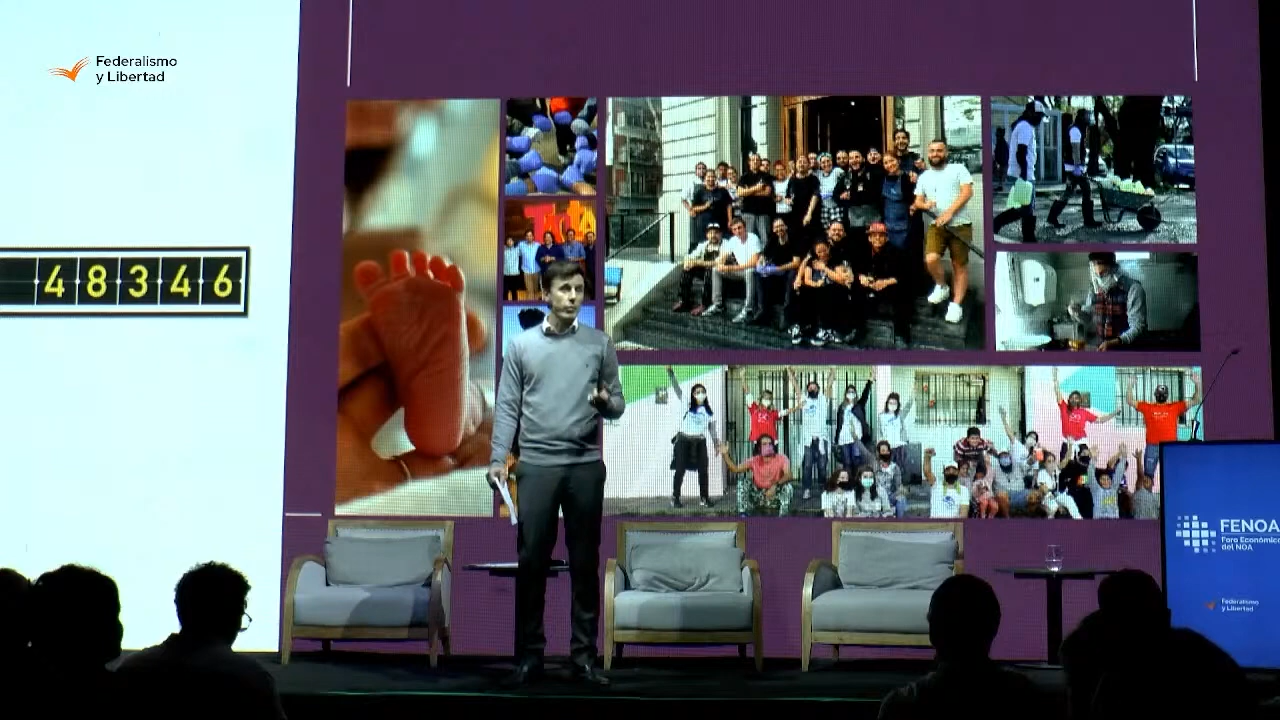 Federalismo
y Libertad
48346
FENOA
Foro Económico
del NOA
Federalismo
y Libertad